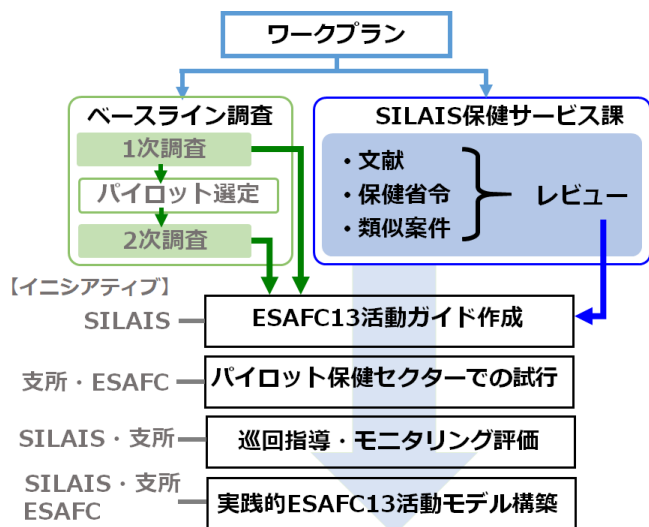 ワークプラン
ベースライン調査
1次調査
パイロット選定
2次調査
SILAIS保健サービス課
・文献
・保健省令
・類似案件
レビュー
【イニシアティブ】
SILAIS
ESAFC13活動ガイド作成
支所・ESAFC
パイロット保健セクターでの試行
SILAIS・支所
巡回指導・モニタリング評価
SILAIS・支所
ESAFC
実践的ESAFC13活動モデル構築